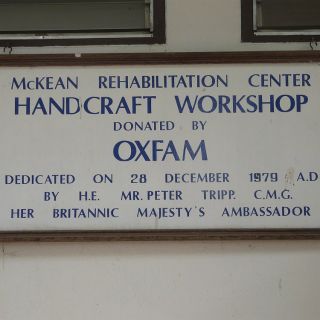 McKEAN REHABILITATION CENTER
HANDCRAFT WORKSHOP
DONATED BY
OXFAM
DEDICATED ON 28 DECEMBER 1979 A.D
BY H.E. MR. PETER TRIPP. C.M.G.
HER BRITANNIC MAJESTY'S AMBASSADOR